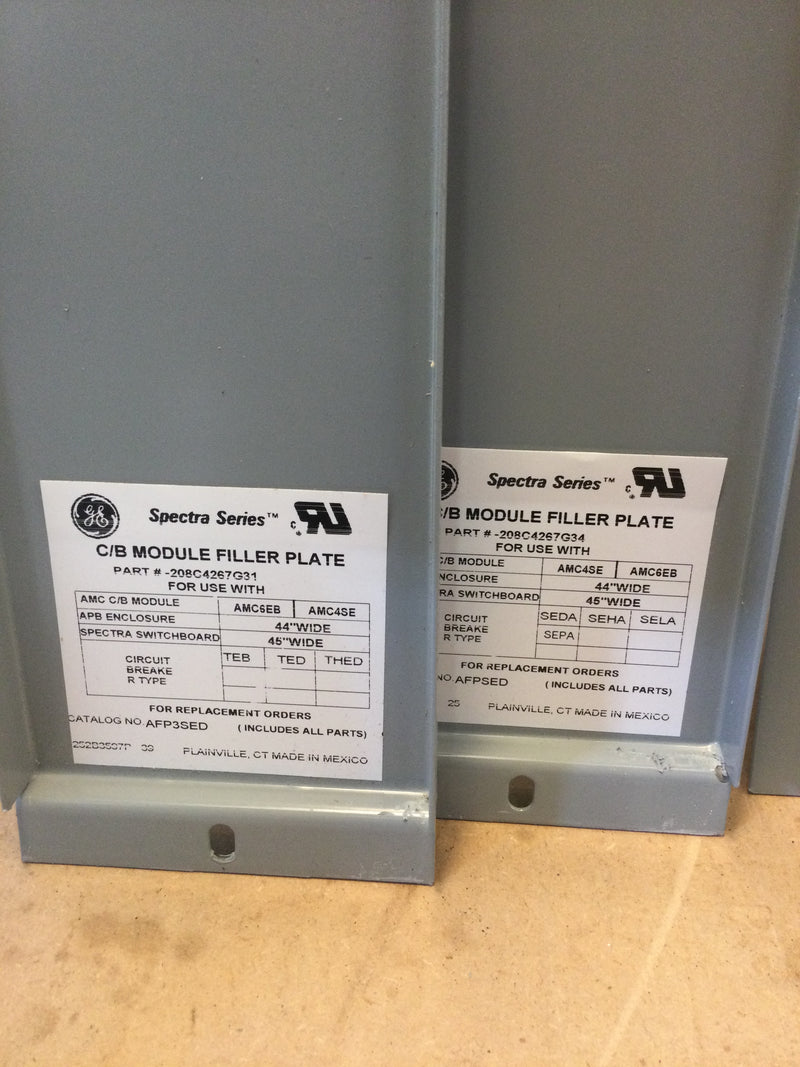 GE
Spectra Series™
C/B MODULE FILLER PLATE
PART # -208C4267G31
FOR USE WITH
AMC C/B MODULE AMC6EB AMC4SE
APB ENCLOSURE 44"WIDE
SPECTRA SWITCHBOARD 45"WIDE
CIRCUIT
BREAKE
R TYPE
TEB TED THED
FOR REPLACEMENT ORDERS
CATALOG NO. AFP3SED ( INCLUDES ALL PARTS)
PLAINVILLE, CT MADE IN MEXICO
Spectra Series™
/B MODULE FILLER PLATE
PART # -208C4267G34
FOR USE WITH
C/B MODULE AMC4SE AMC6EB
NCLOSURE 44"WIDE
RA SWITCHBOARD 45"WIDE
CIRCUIT
BREAKE
R TYPE
SEDA SEHA SELA
SEPA
FOR REPLACEMENT ORDERS
NO. AFPSED ( INCLUDES ALL PARTS)
25 PLAINVILLE, CT MADE IN MEXICO